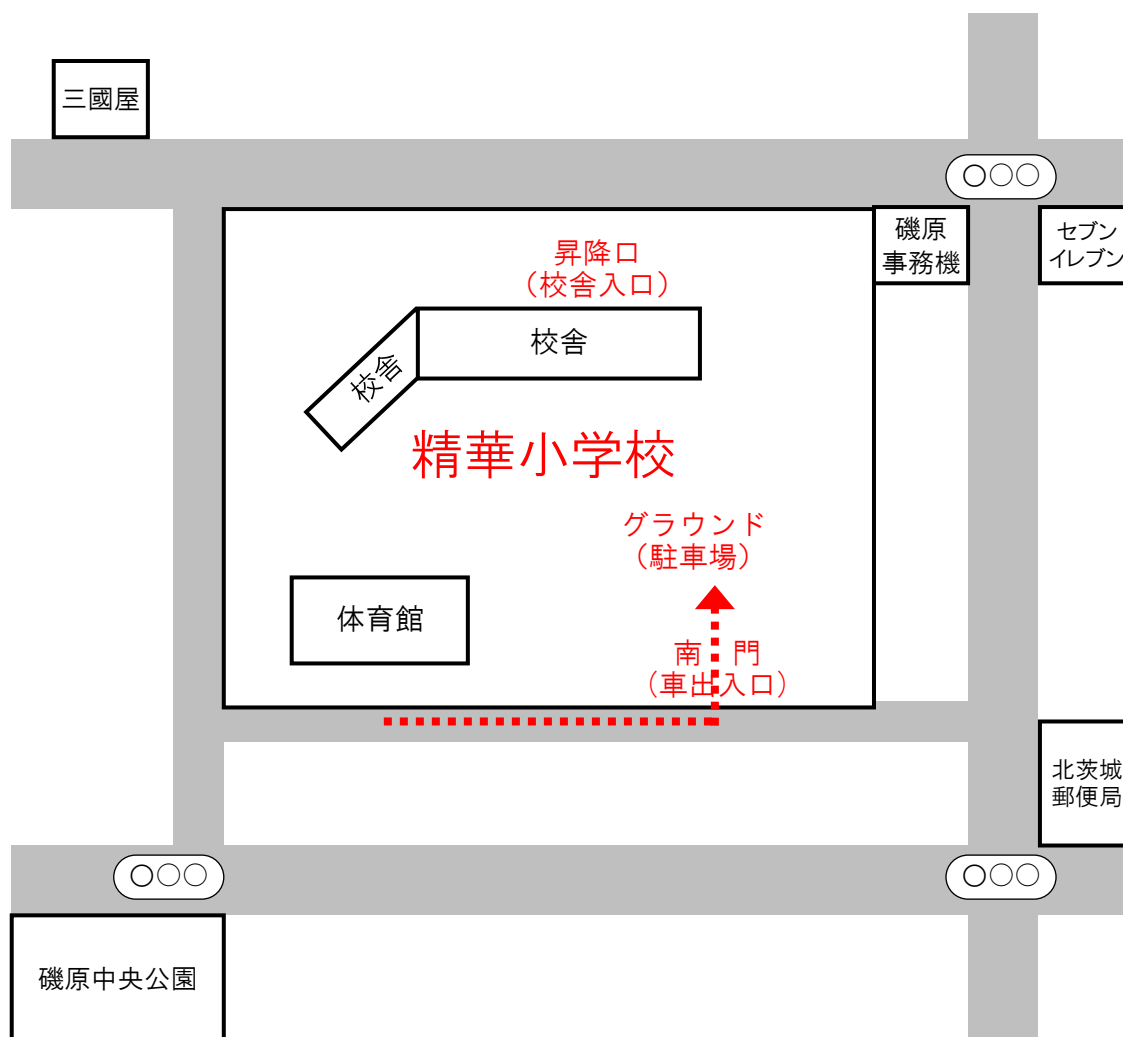 三國屋
磯原
事務機
セブン
イレブン
昇降口
（校舎入口）
校舎
校舎
精華小学校
グラウンド
（駐車場）
体育館
南　門
（車出入口）
北茨城
郵便局
磯原中央公園